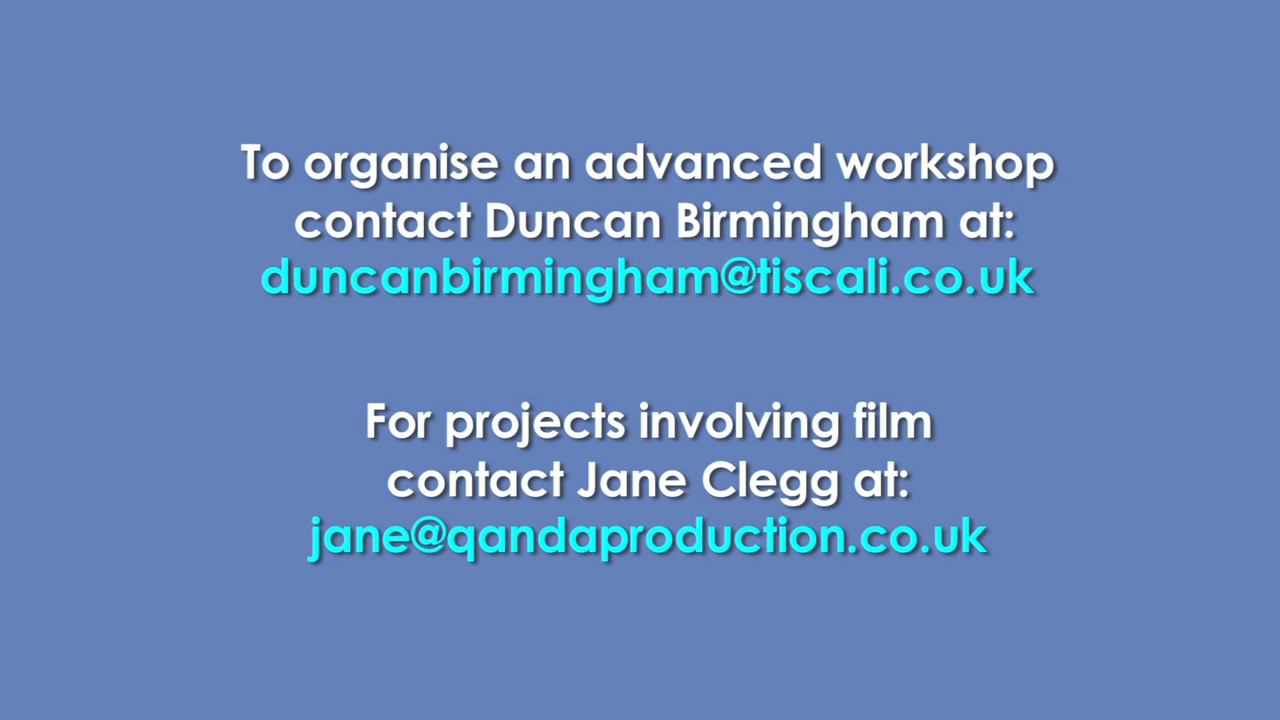 To organise an advanced workshop
contact Duncan Birmingham at:
duncanbirmingham@tiscali.co.uk
For projects involving film
contact Jane Clegg at:
jane@qandaproduction.co.uk